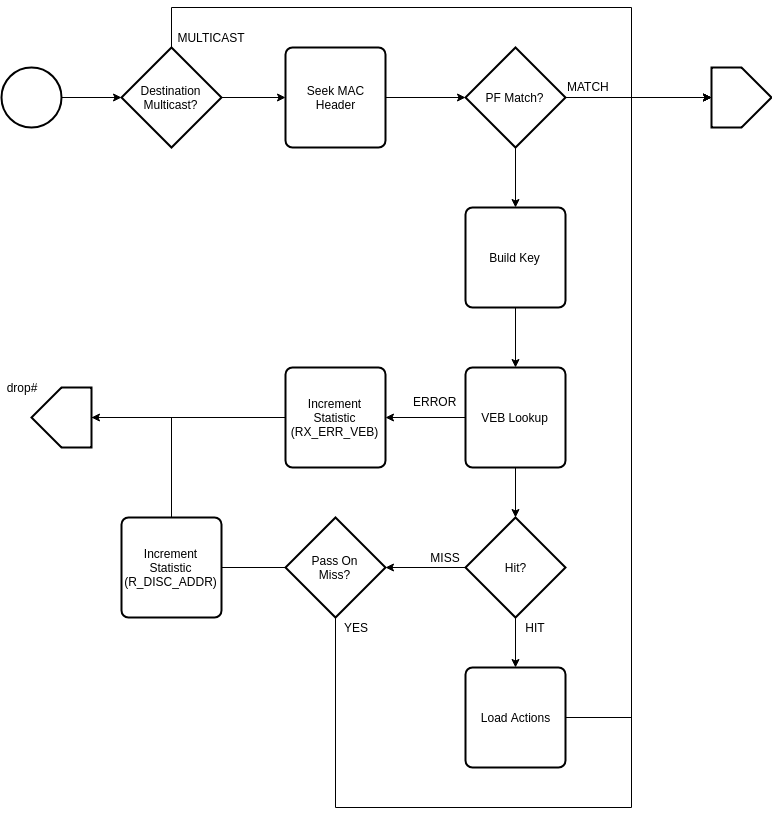 MULTICAST
Destination
Multicast?
Seek MAC
Header
PF Match?
MATCH
Build Key
drop#
Increment
Statistic
(RX_ERR_VEB)
ERROR
VEB Lookup
Increment
Statistic
(R_DISC_ADDR)
Pass On
Miss?
MISS
Hit?
YES
HIT
Load Actions